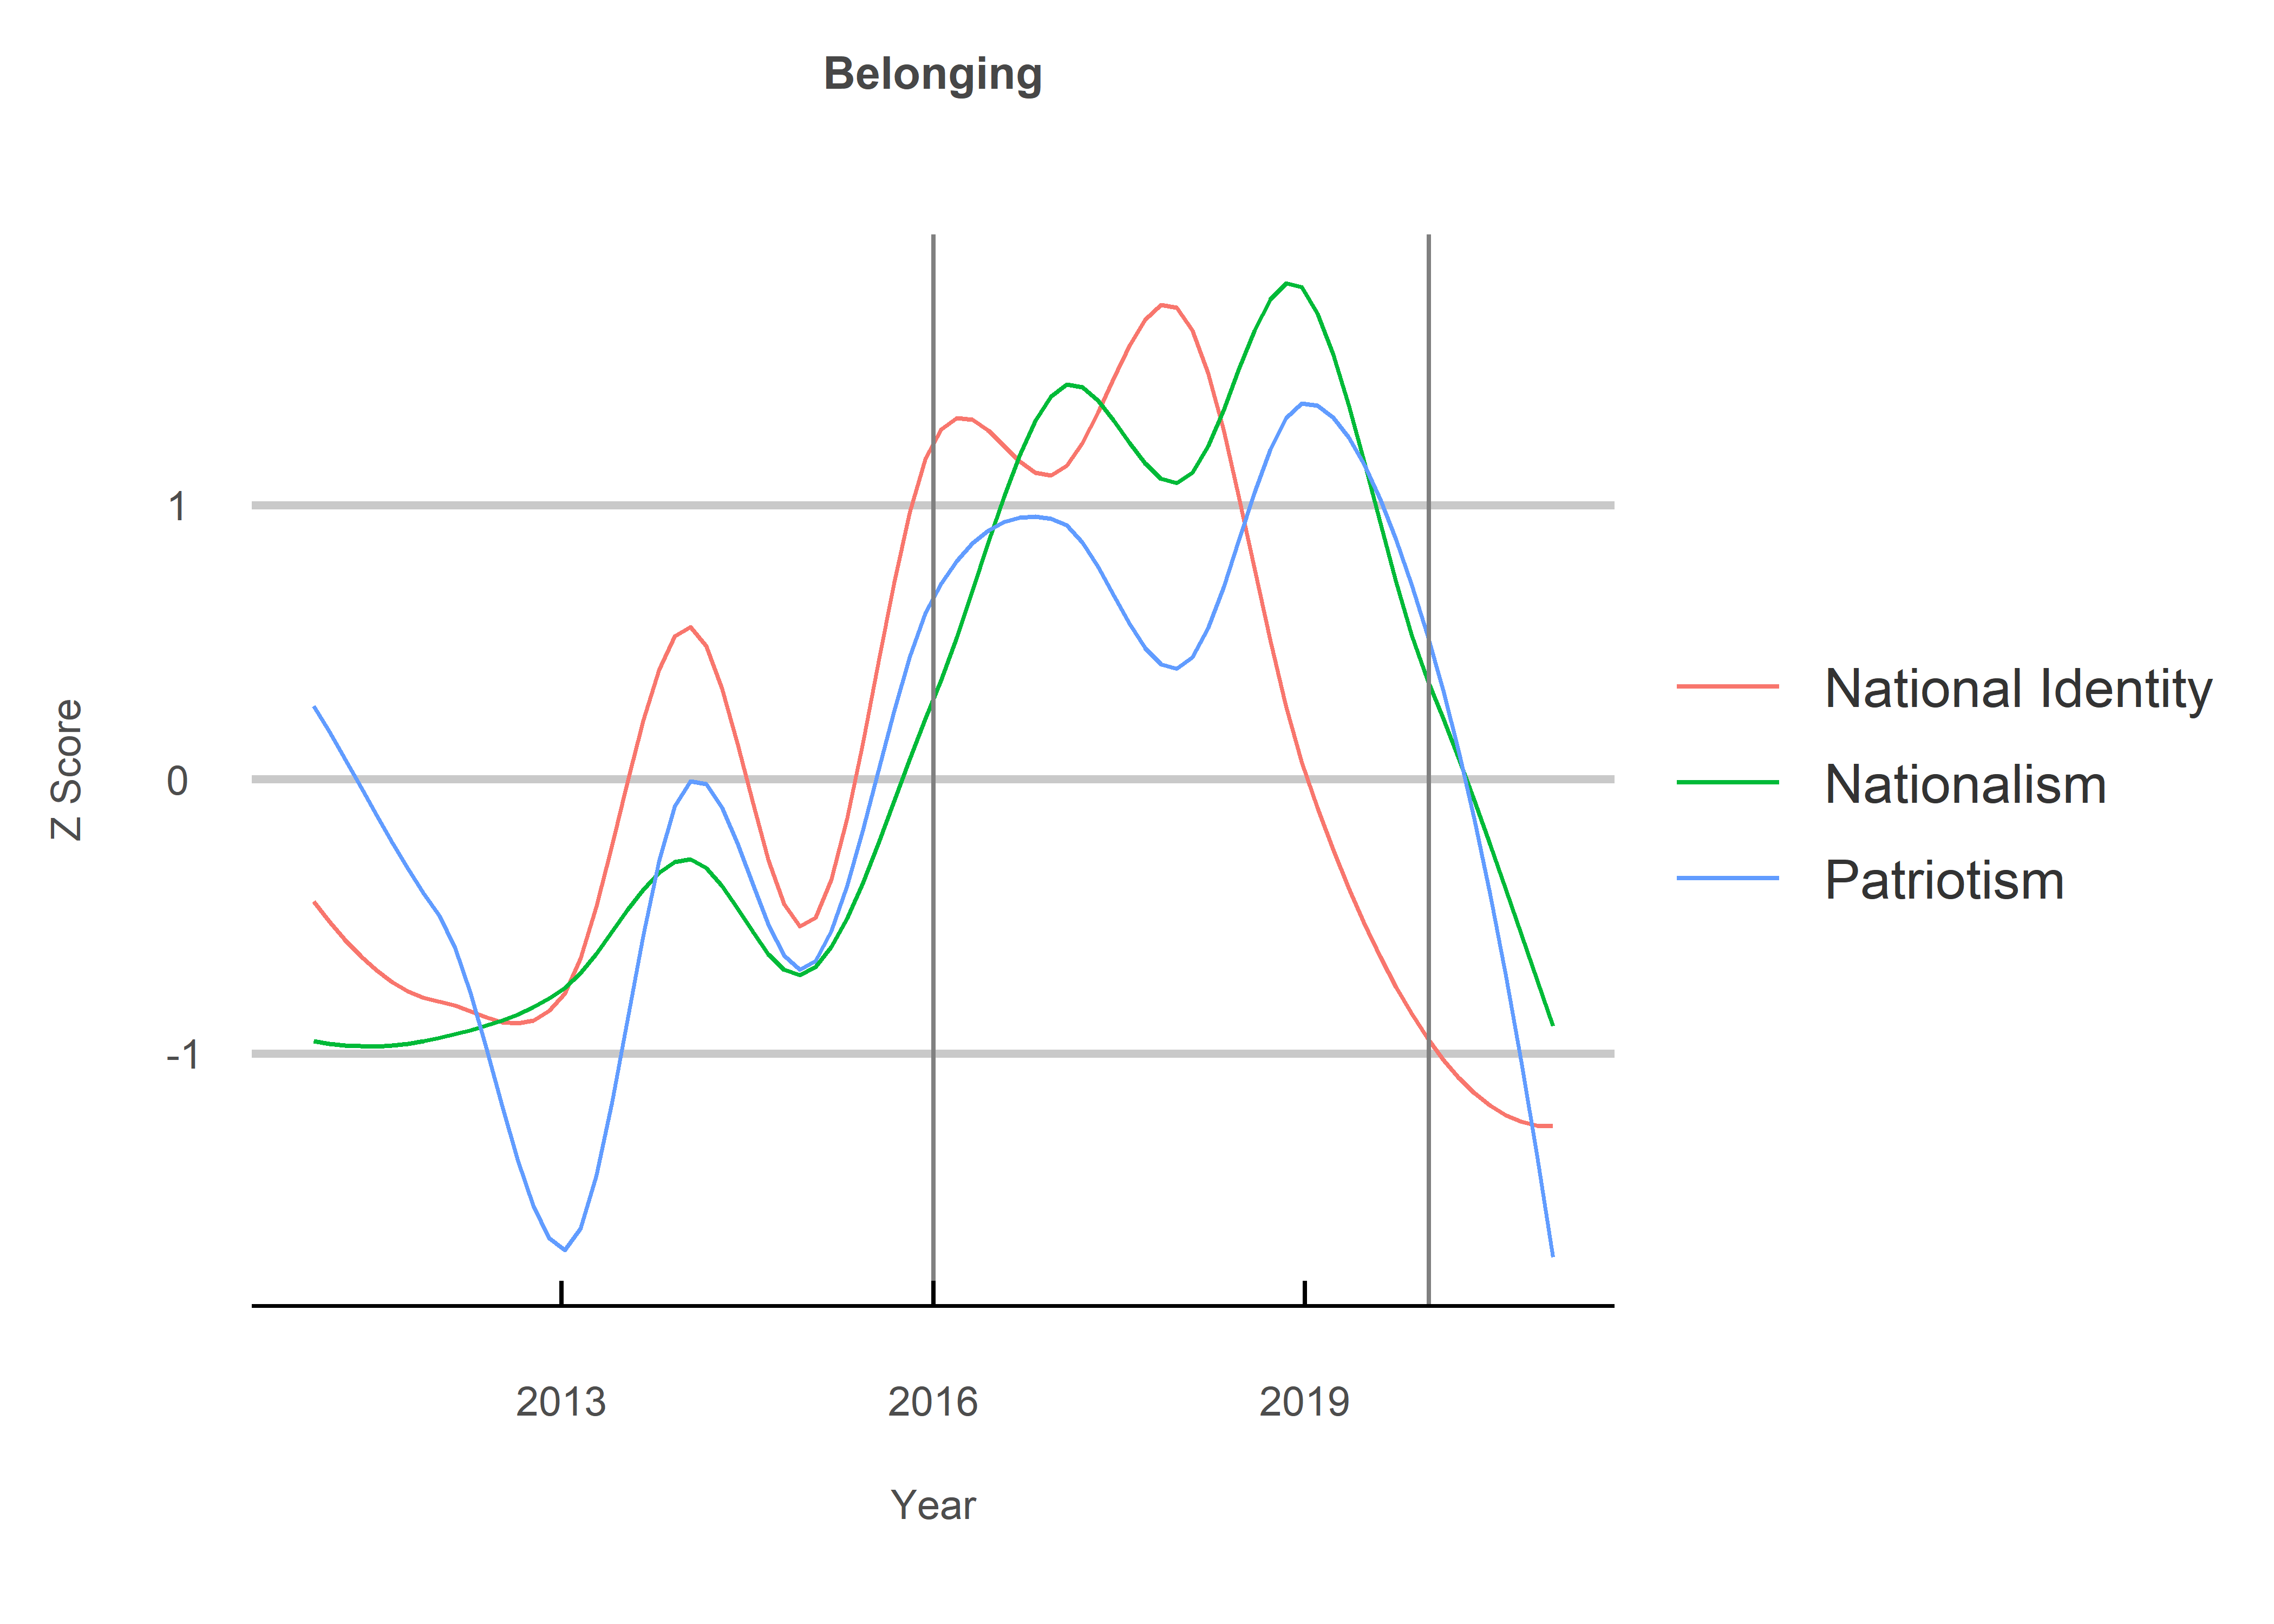 Belonging
1
0
-1
Z Score
National Identity
Nationalism
Patriotism
2013
2016
2019
Year